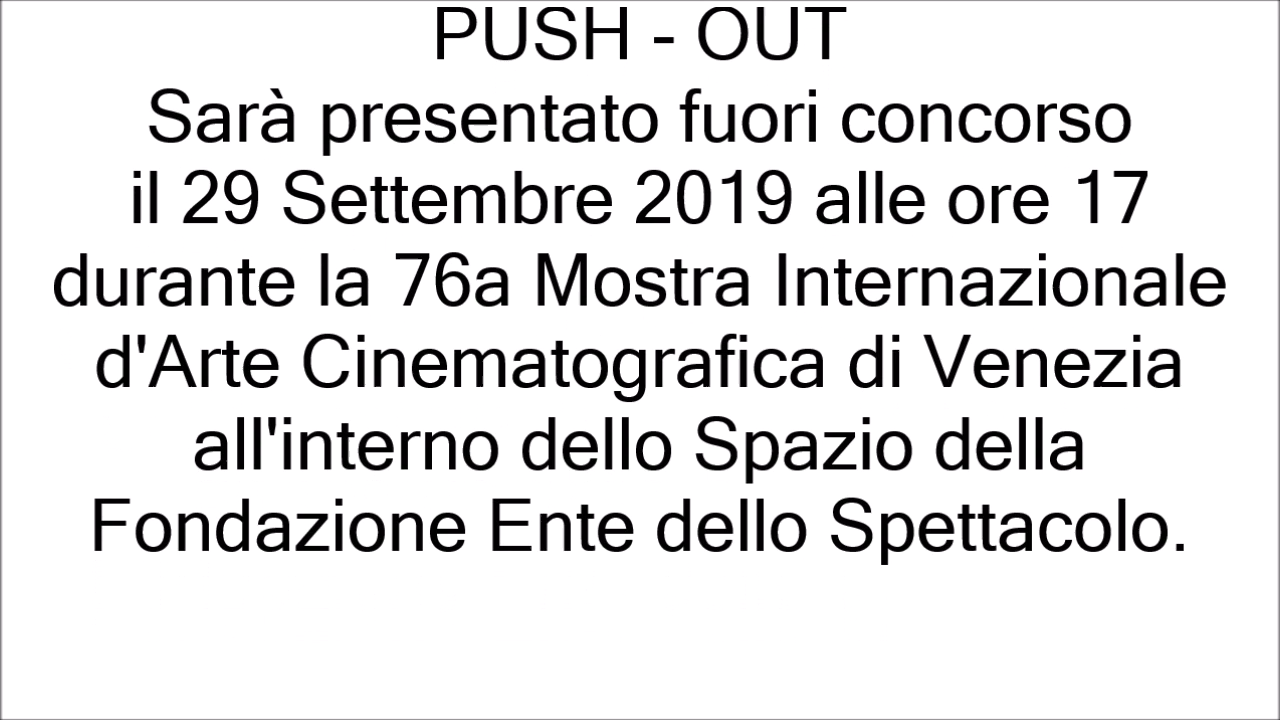 PUSH - OUT
Sarà presentato fuori concorso
il 29 Settembre 2019 alle ore 17
durante la 76a Mostra Internazionale
d'Arte Cinematografica di Venezia
all'interno dello Spazio della
Fondazione Ente dello Spettacolo.